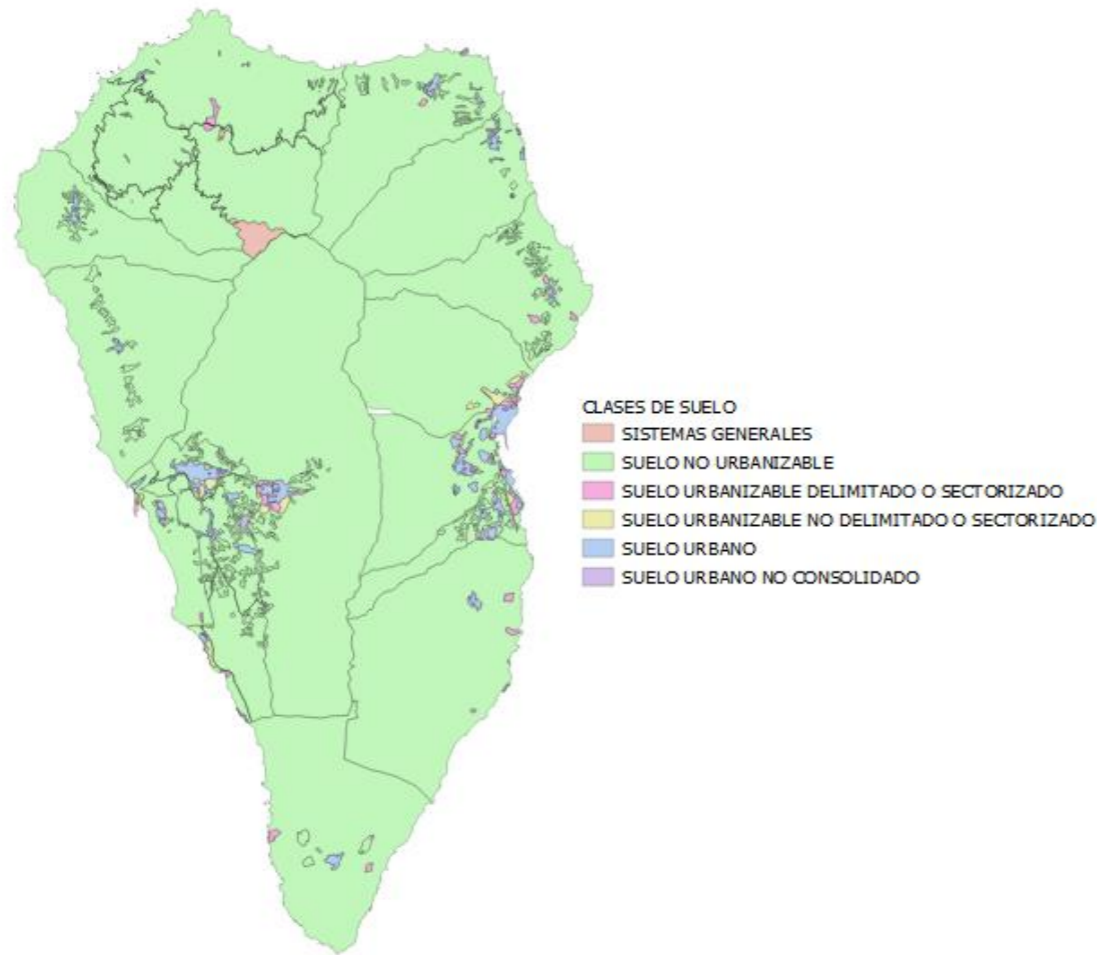 CLASES DE SUELO
SISTEMAS GENERALES
SUELO NO URBANIZABLE
SUELO URBANIZABLE DELIMITADO O SECTORIZADO
SUELO URBANIZABLE NO DELIMITADO O SECTORIZADO
SUELO URBANO
SUELO URBANO NO CONSOLIDADO